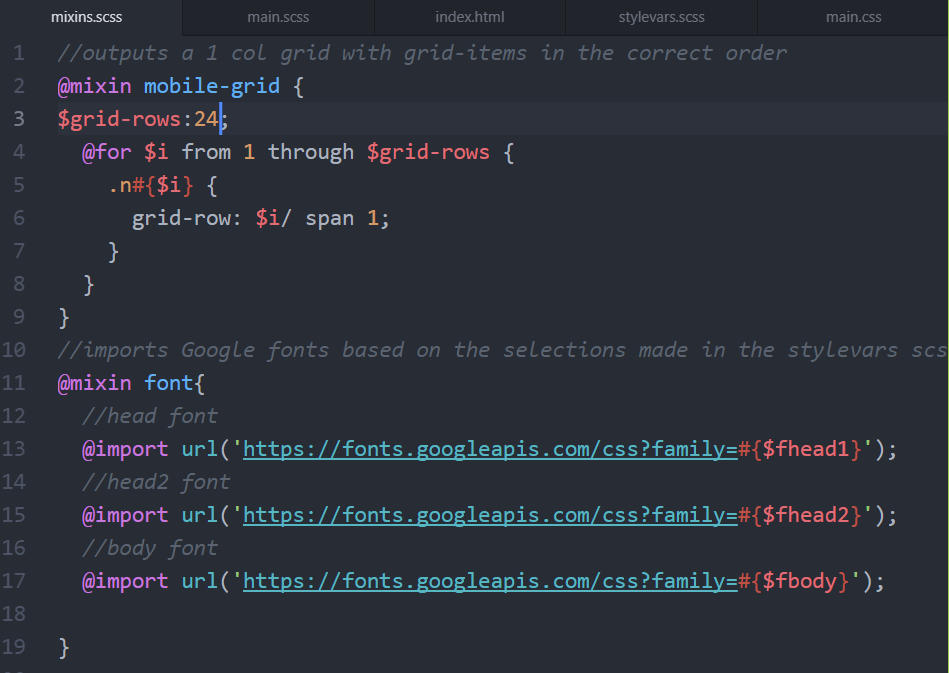 mixins.scss main.scss index.html stylevars.scss main.css
1 //outputs a 1 col grid with grid-items in the correct order
2 @mixin mobile-grid {
3 $grid-rows:24;
4 @for $i from 1 through $grid-rows {
5 .n#{$i} {
6 grid-row: $i/ span 1;
7 }
8 }
9 }
10 //imports Google fonts based on the selections made in the stylevars scs
11 @mixin font{
12 //head font
13 @import url('https://fonts.googleapis.com/css?family=#{$fhead1}');
14 //head2 font
15 @import url('https://fonts.googleapis.com/css?family=#{$fhead2}');
16 //body font
17 @import url('https://fonts.googleapis.com/css?family=#{$fbody}');
18
19 }